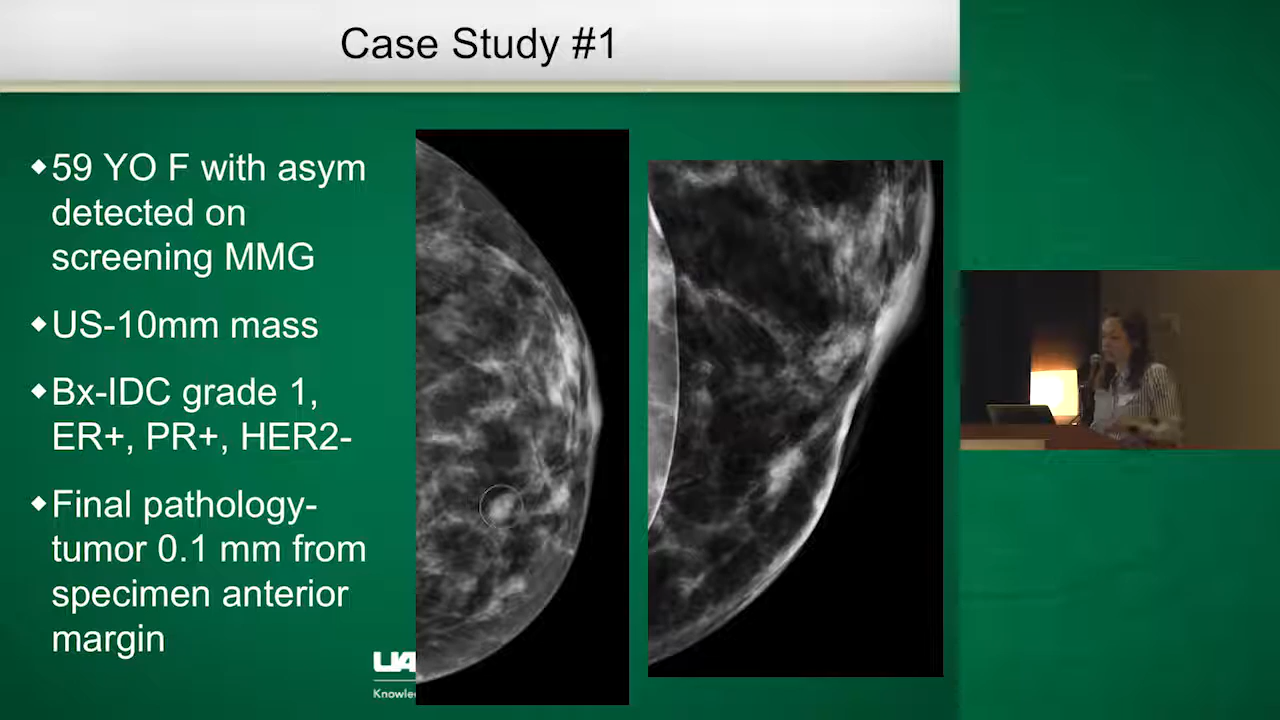 Case Study #1
◆59 YO F with asym
detected on
screening MMG
◆US-10mm mass
◆Bx-IDC grade 1,
ER+, PR+, HER2-
◆Final pathology-
tumor 0.1 mm from
specimen anterior
margin